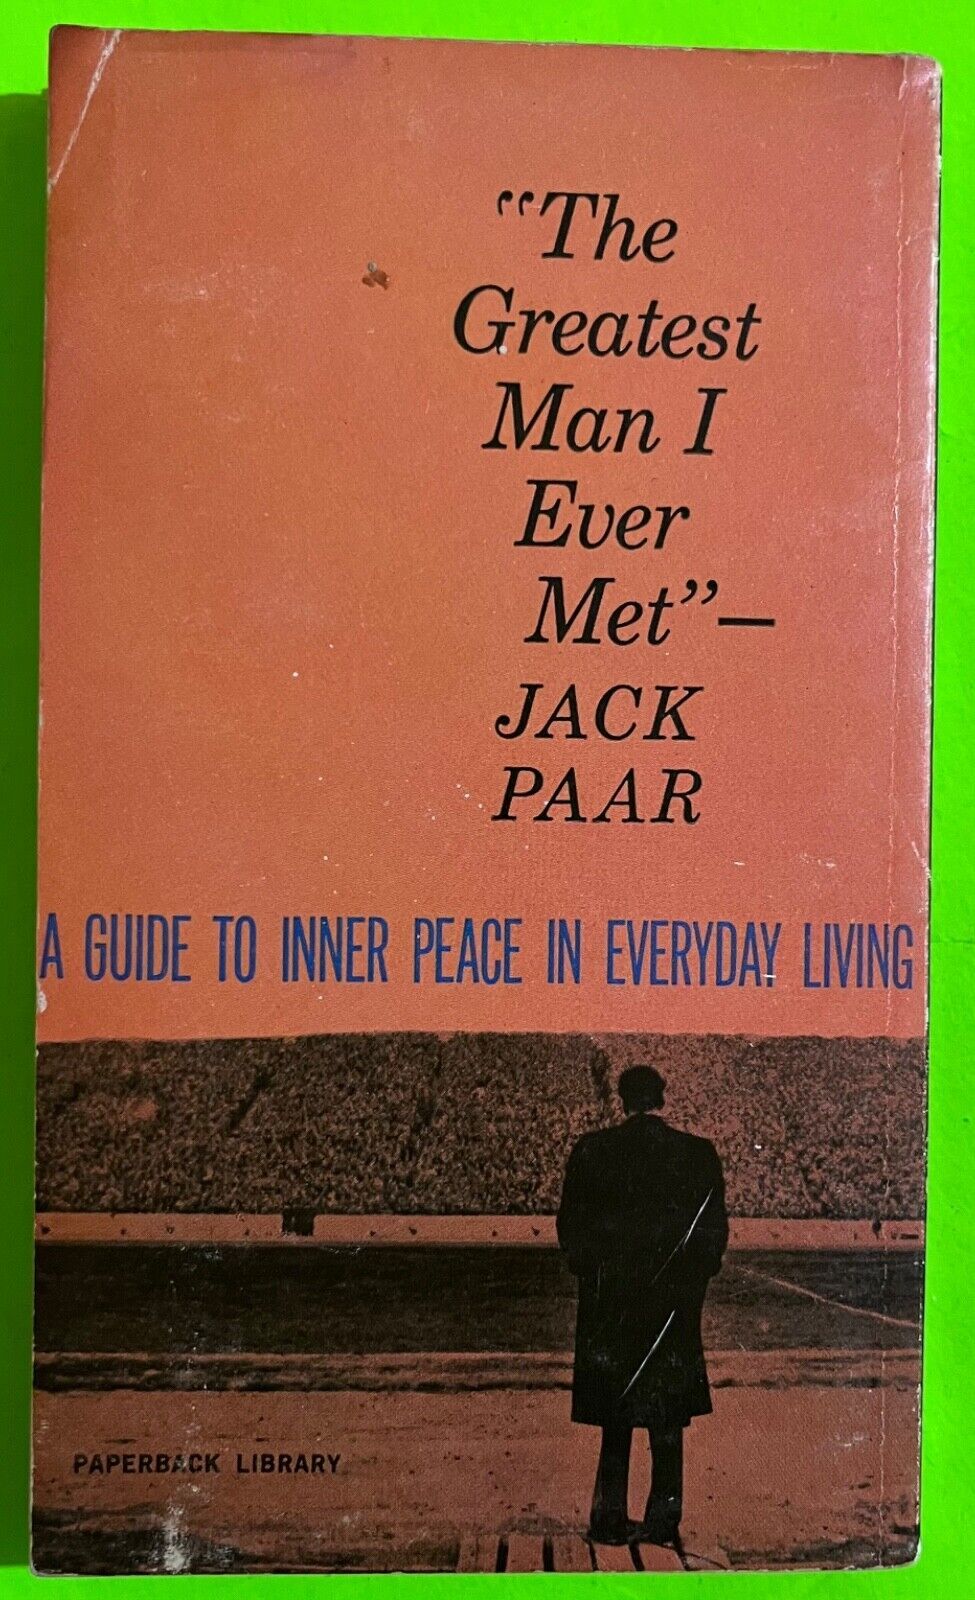 “The
Greatest
Man I
Ever
Met”—
JACK
PAAR
A GUIDE TO INNER PEACE IN EVERYDAY LIVING
PAPERBACK LIBRARY